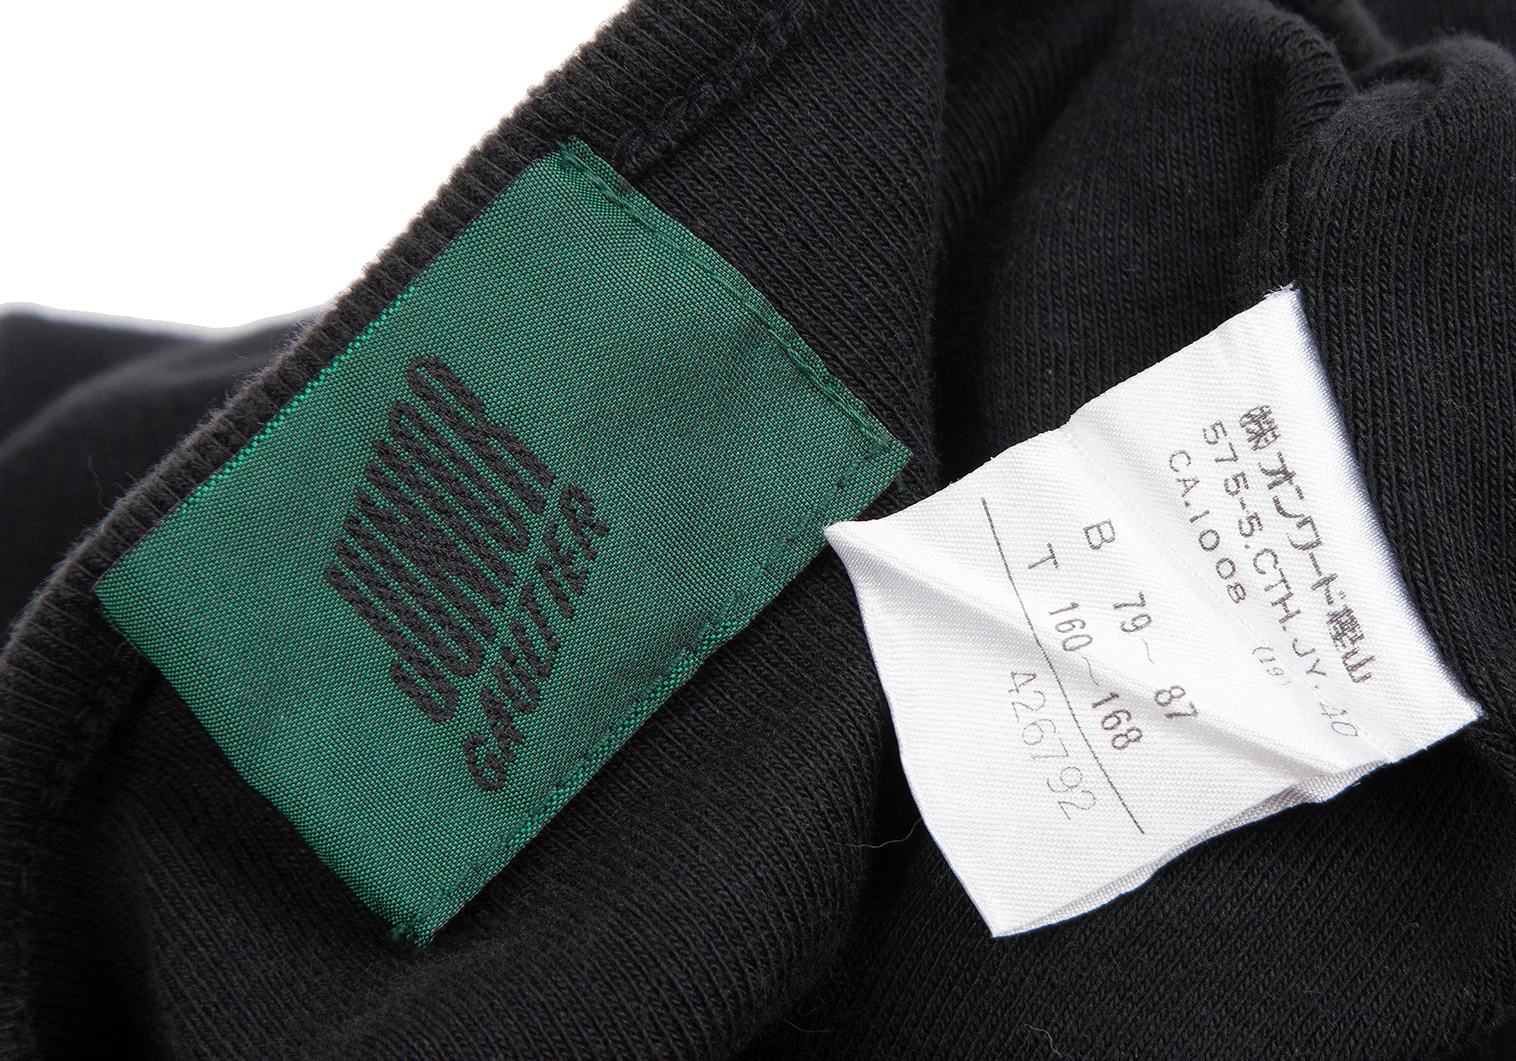 JUNIOR
GAULTIER
㈱オンワード樫山
575-5.CTH.JY.40
CA.1008
(19)
B 79~87
T 160~168
426792